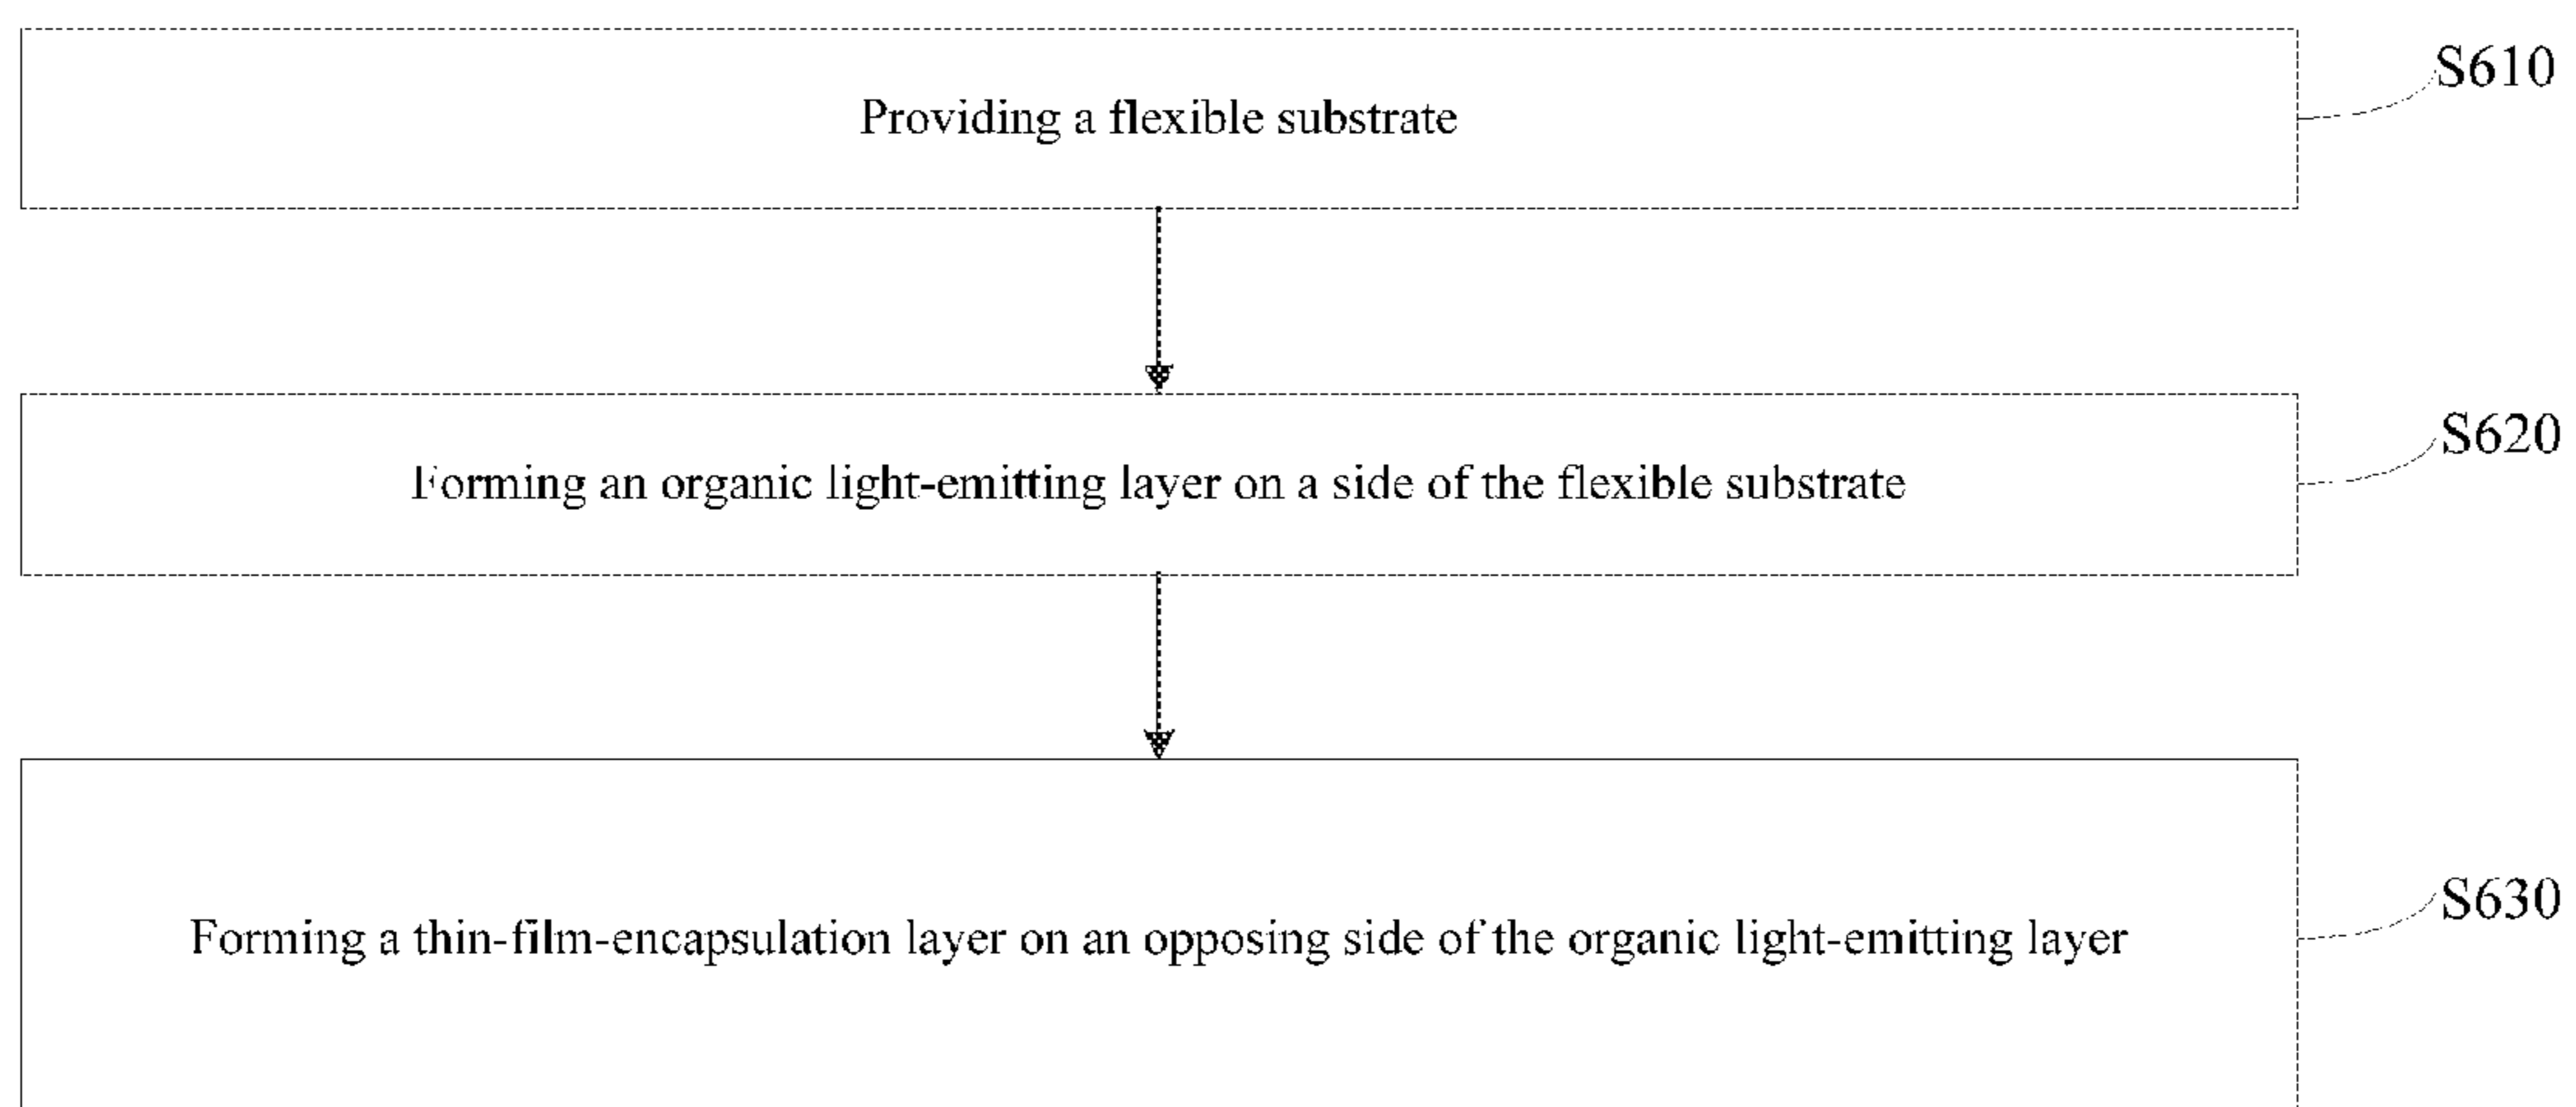 Providing a flexible substrate
S610
Forming an organic light-emitting layer on a side of the flexible substrate
S620
Forming a thin-film-encapsulation layer on an opposing side of the organic light-emitting layer
S630